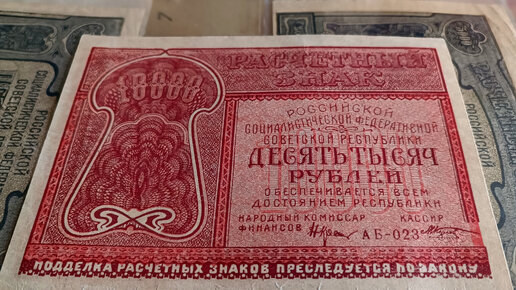 7
10000
РАСЧЕТНЫЙ
ЗНАК
РОССИЙСКОЙ
СОЦИАЛИСТИЧЕСКОЙ ФЕДЕРАТИВНОЙ
СОВЕТСКОЙ РЕСПУБЛИКИ
ДЕСЯТЬ ТЫСЯЧ
РУБЛЕЙ
ОБЕСПЕЧИВАЕТСЯ ВСЕМ
ДОСТОЯНИЕМ РЕСПУБЛИКИ
НАРОДНЫЙ КОМИССАР КАССИР
ФИНАНСОВ АБ-023
ПОДДЕЛКА РАСЧЕТНЫХ ЗНАКОВ ПРЕСЛЕДУЕТСЯ ПО ЗАКОНУ